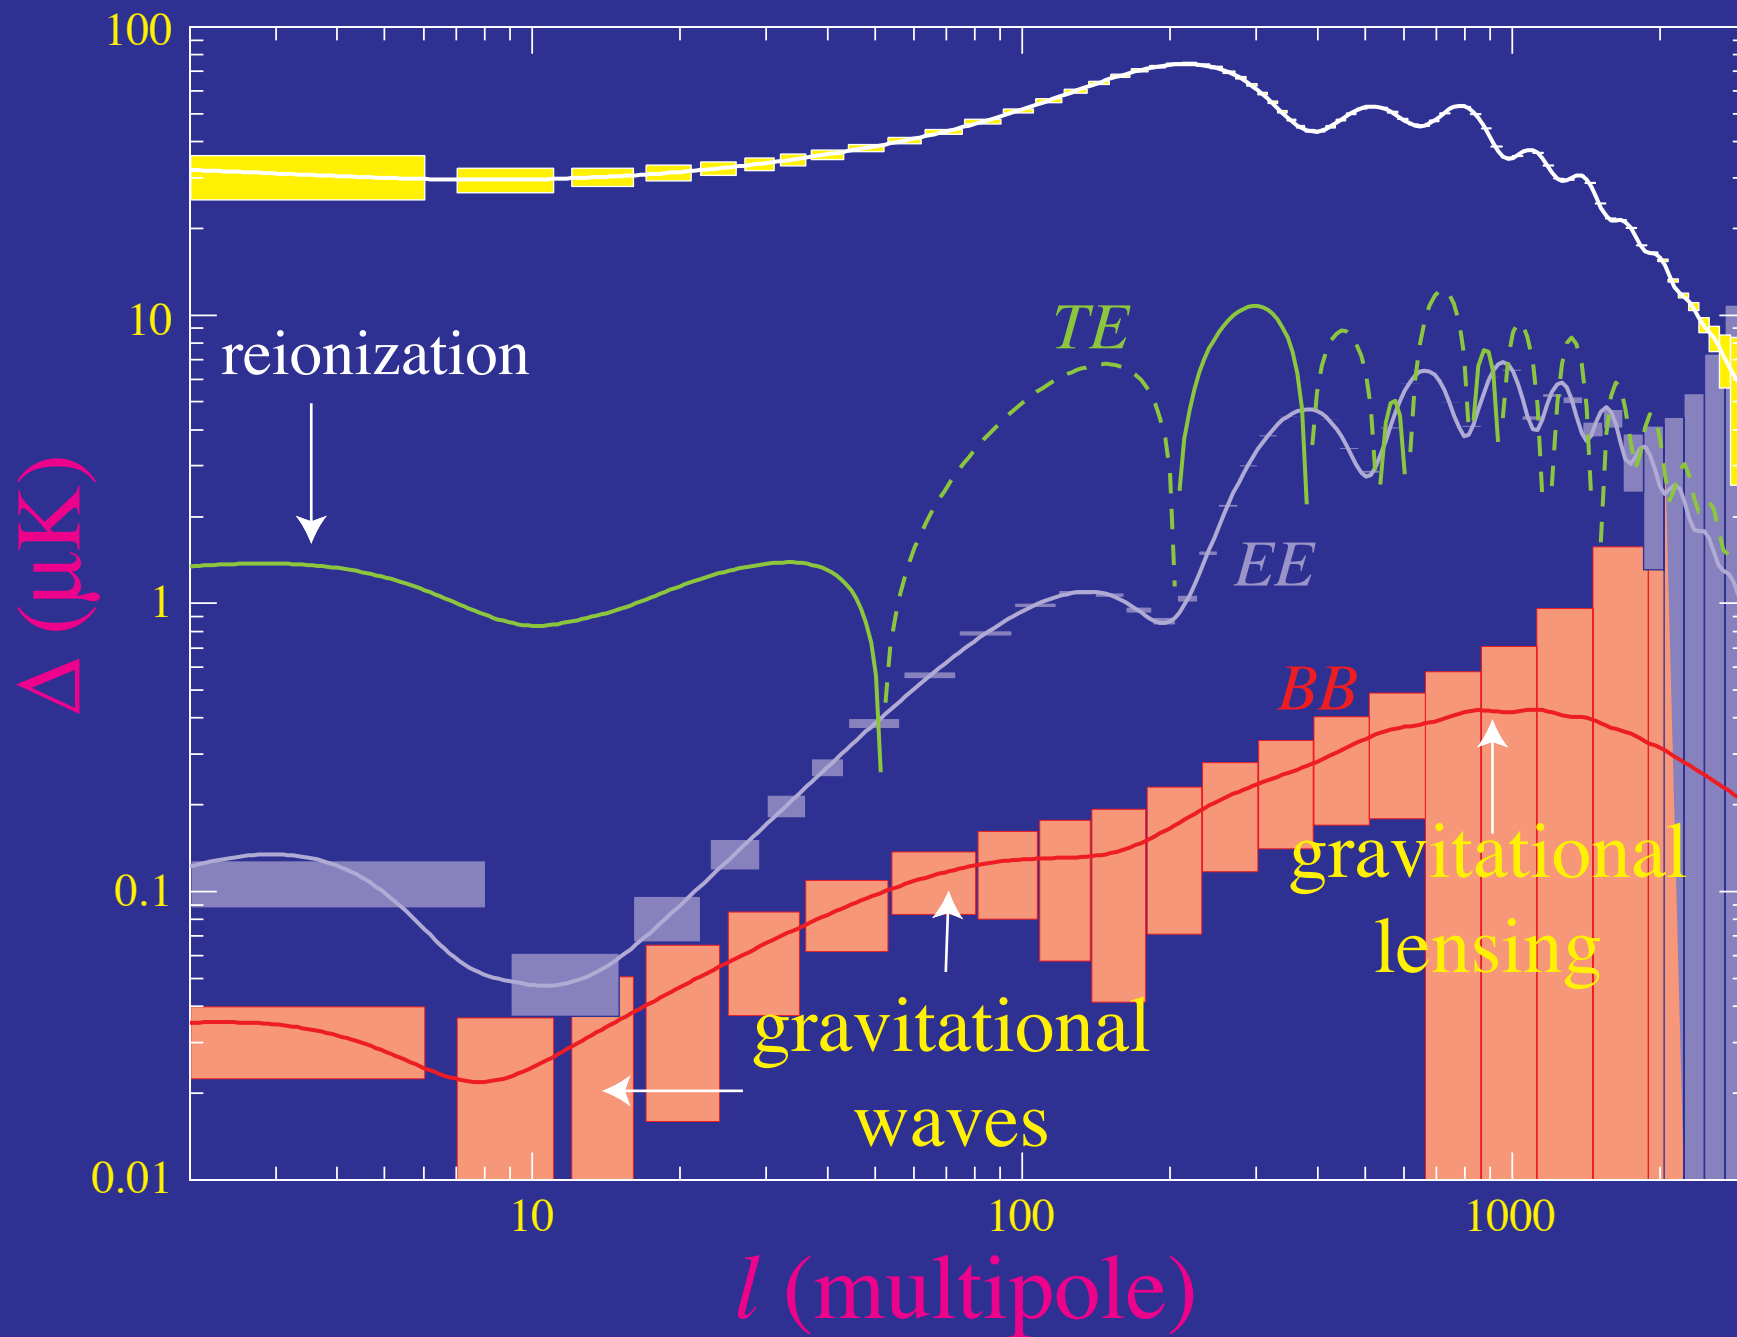 100
10
1
0.1
0.01
Δ (μK)
reionization
TE
EE
BB
gravitational
lensing
gravitational
waves
10
100
1000
l (multipole)